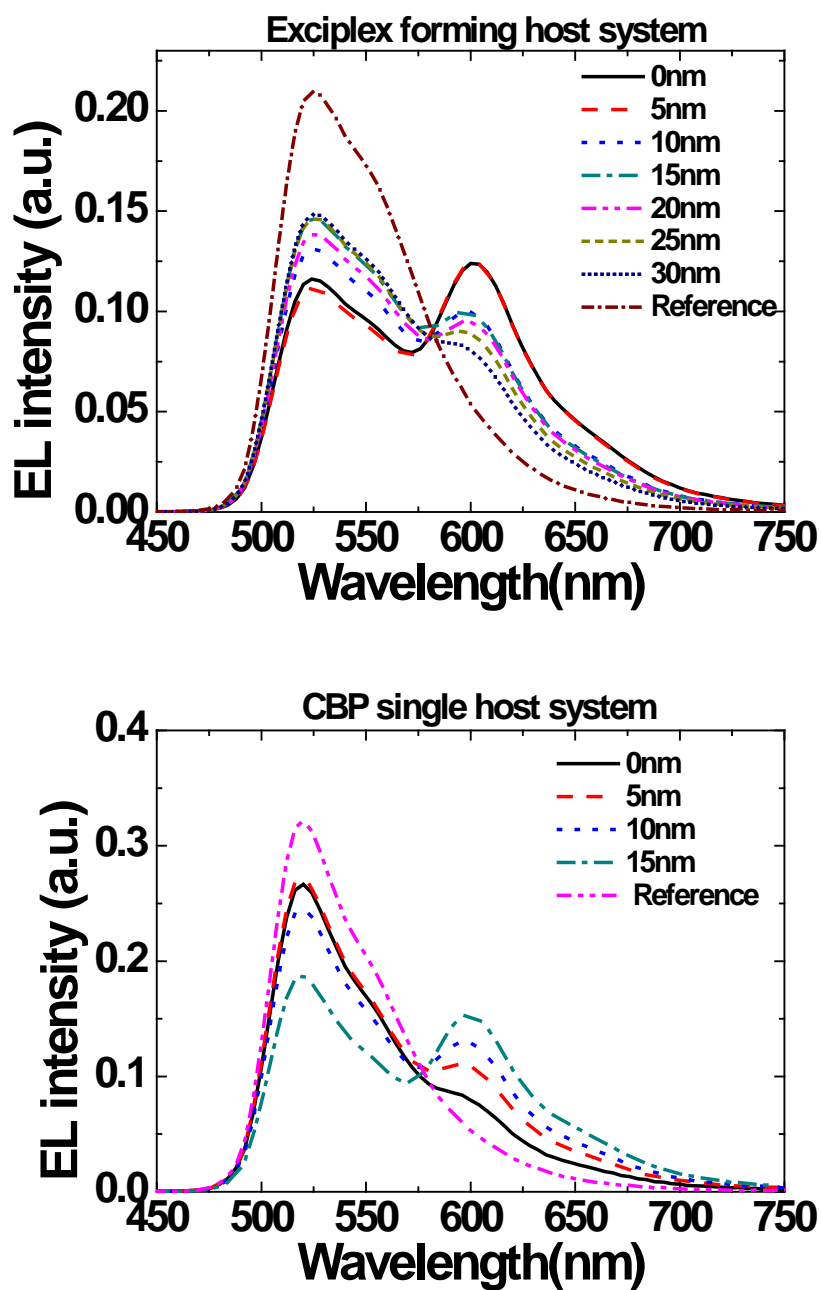 Exciplex forming host system
EL intensity (a.u.)
0.20
0.15
0.10
0.05
0.00
0nm
5nm
10nm
15nm
20nm
25nm
30nm
Reference
450 500 550 600 650 700 750
Wavelength(nm)
CBP single host system
EL intensity (a.u.)
0.4
0.3
0.2
0.1
0.0
0nm
5nm
10nm
15nm
Reference
450 500 550 600 650 700 750
Wavelength(nm)